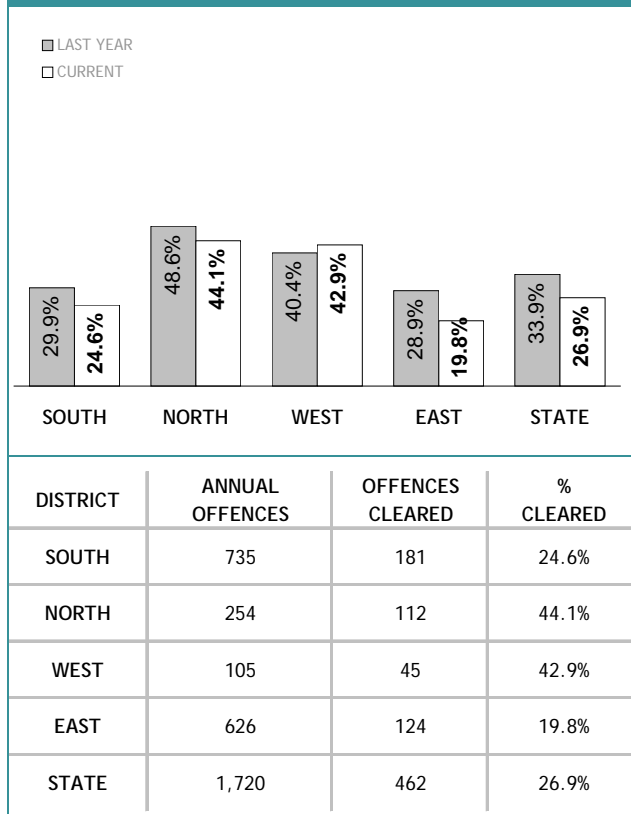 LAST YEAR
CURRENT
29.9% 24.6% 48.6% 44.1% 40.4% 42.9% 28.9% 19.8% 33.9% 26.9%
SOUTH NORTH WEST EAST STATE
DISTRICT ANNUAL OFFENCES OFFENCES CLEARED % CLEARED
SOUTH 735 181 24.6%
NORTH 254 112 44.1%
WEST 105 45 42.9%
EAST 626 124 19.8%
STATE 1,720 462 26.9%